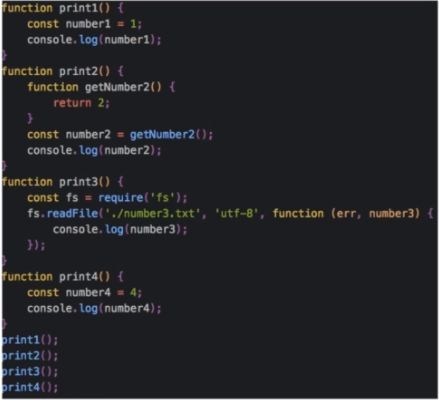 function print1() {
    const number1 = 1;
    console.log(number1);
}
function print2() {
    function getNumber2() {
        return 2;
    }
    const number2 = getNumber2();
    console.log(number2);
}
function print3() {
    const fs = require('fs');
    fs.readFile('./number3.txt', 'utf-8', function (err, number3) {
        console.log(number3);
    });
}
function print4() {
    const number4 = 4;
    console.log(number4);
}
print1();
print2();
print3();
print4();